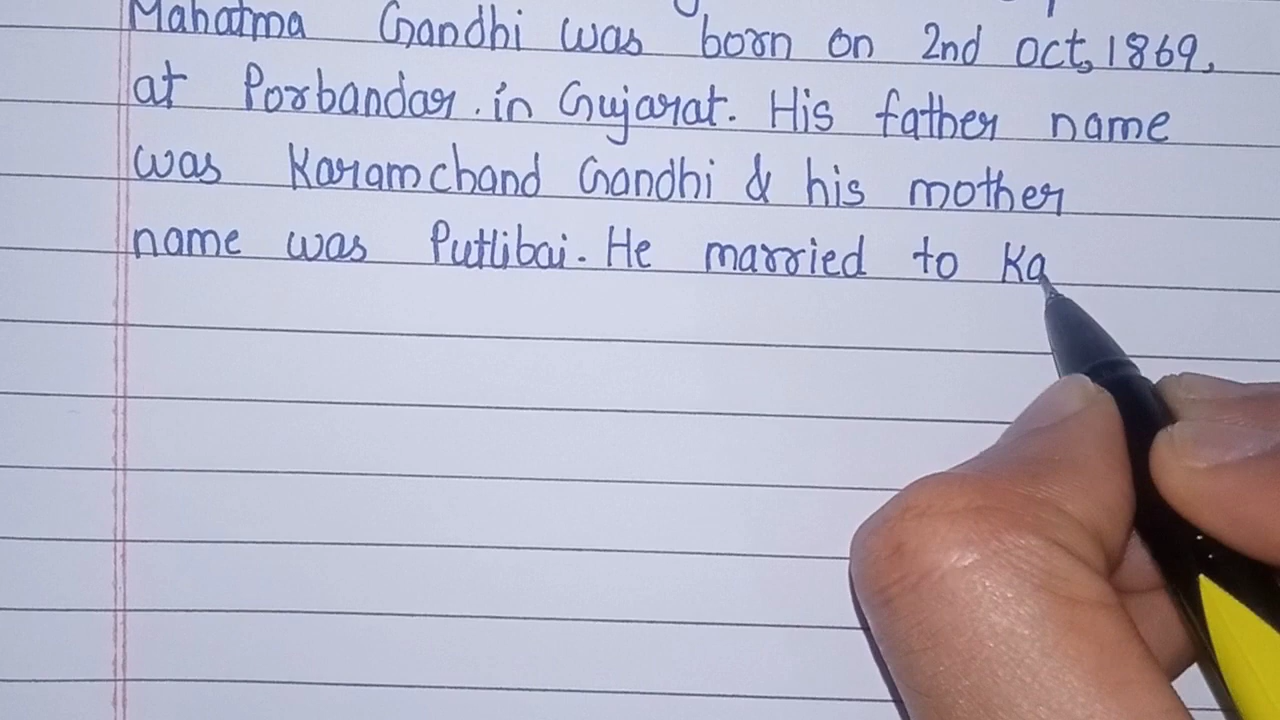 Mahatma Gandhi was born on 2nd oct, 1869,
at Porbandar. in Gujarat. His father name
was Karamchand Gandhi & his mother
name was Putlibai. He married to Ka